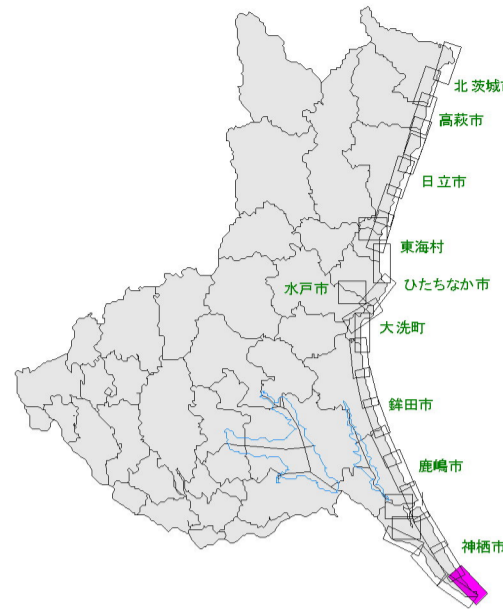 北茨城市
高萩市
日立市
東海村
水戸市
ひたちなか市
大洗町
鉾田市
鹿嶋市
神栖市